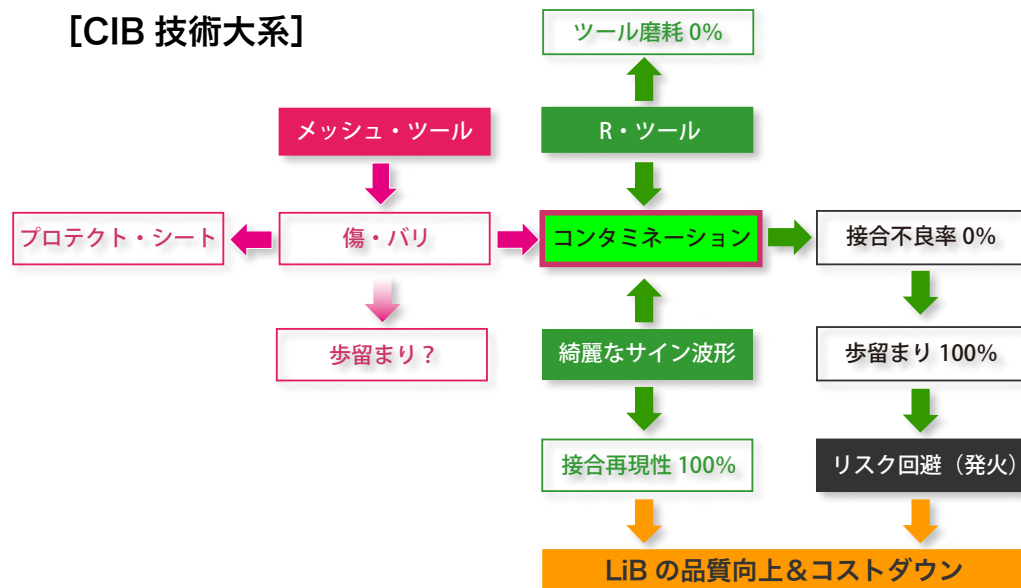 [CIB 技術大系]
ツール磨耗 0%
メッシュ・ツール
R・ツール
プロテクト・シート
傷・バリ
コンタミネーション
接合不良率 0%
歩留まり？
綺麗なサイン波形
歩留まり 100%
接合再現性 100%
リスク回避（発火）
LiB の品質向上＆コストダウン